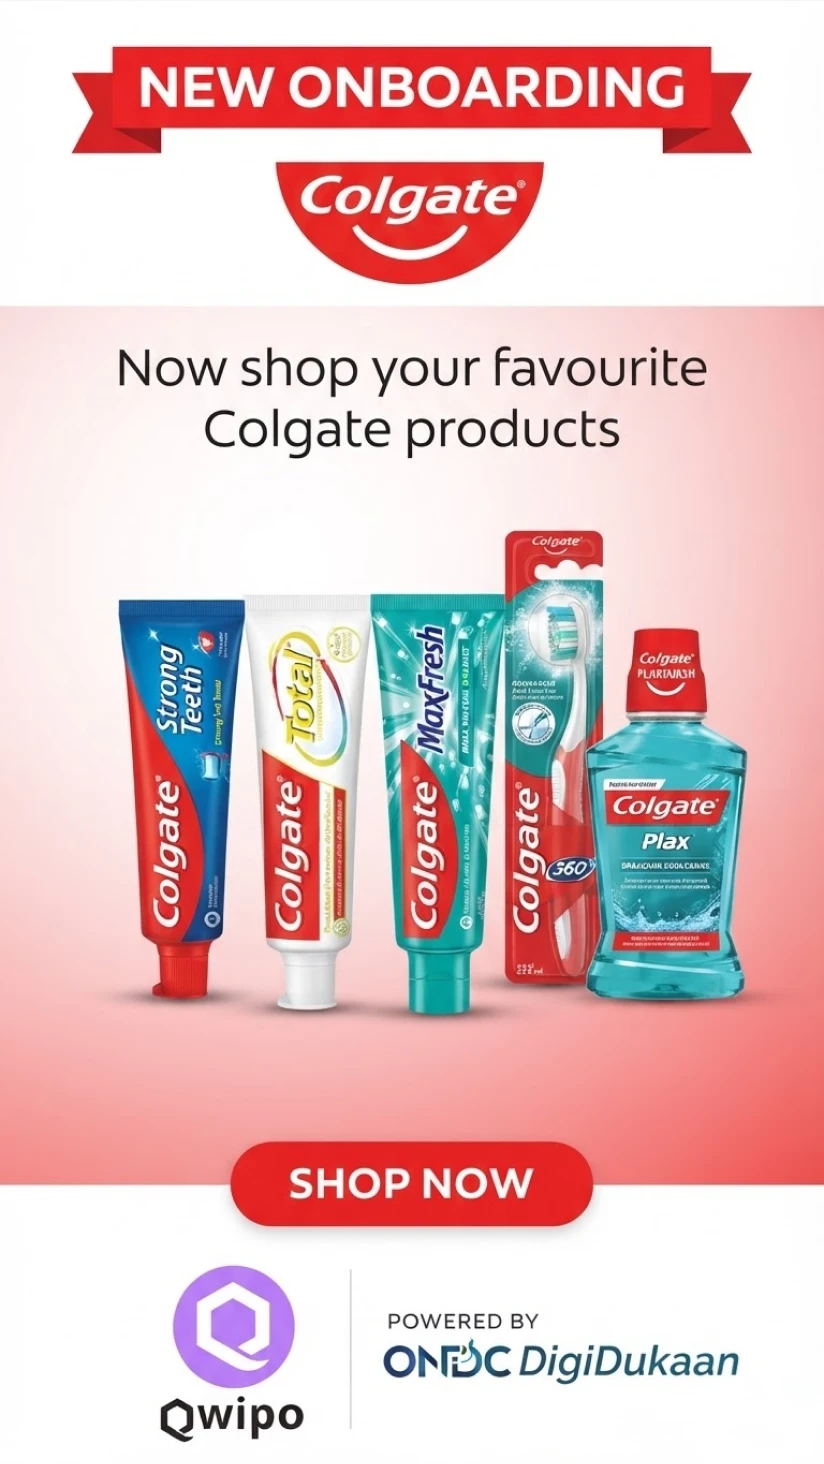 NEW ONBOARDING
Colgate®
Now shop your favourite
Colgate products
Strong
Teeth
Colgate®
Total®
Colgate®
MaxFresh
Colgate®
Colgate®
Colgate®
360°
Colgate®
Colgate®
Plax
SHOP NOW
Qwipo
POWERED BY
ONDC DigiDukaan